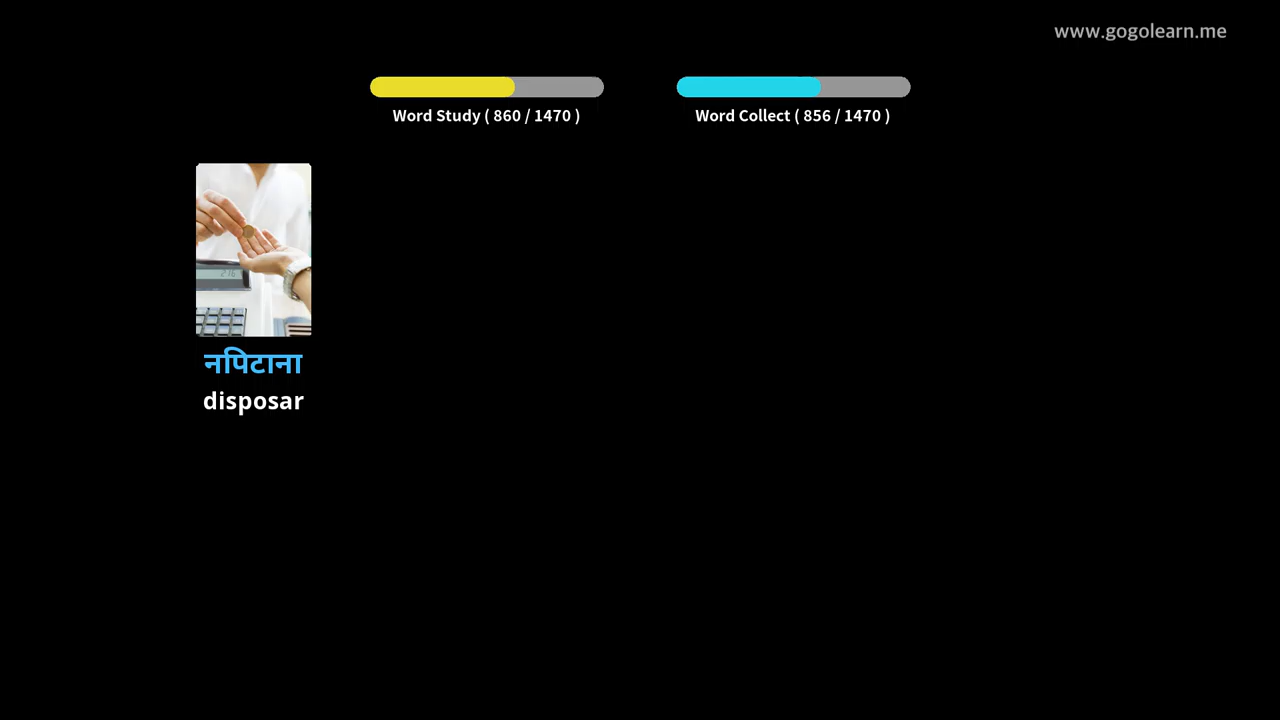 www.gogolearn.me
Word Study ( 860 / 1470 )
Word Collect ( 856 / 1470 )
नपिटाना
disposar